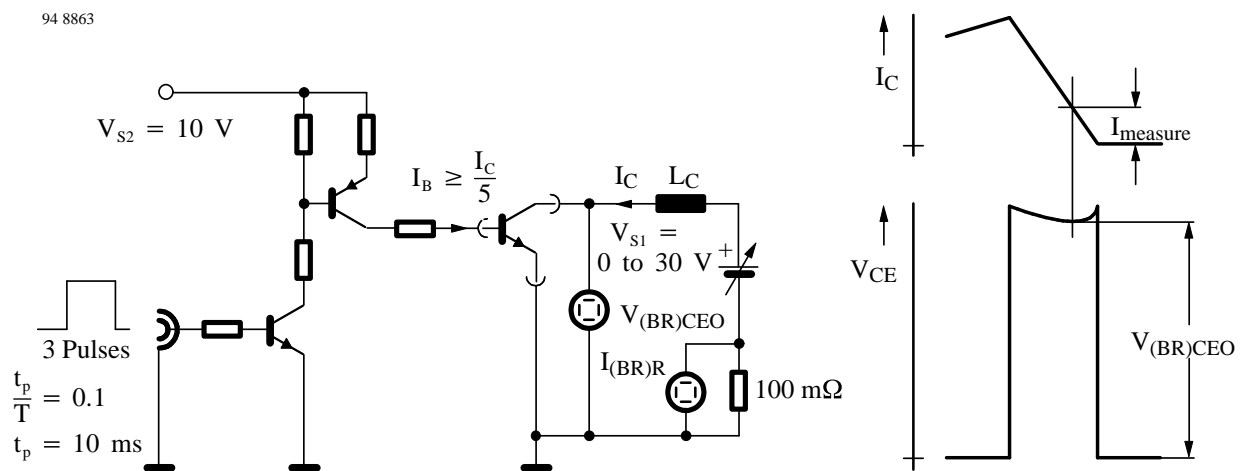 94 8863
V_S2 = 10 V
I_B ≥ I_C/5
I_C
L_C
V_S1 =
0 to 30 V
+
V_(BR)CEO
I_(BR)R
100 mΩ
3 Pulses
t_p/T = 0.1
t_p = 10 ms
I_C
I_measure
V_CE
V_(BR)CEO